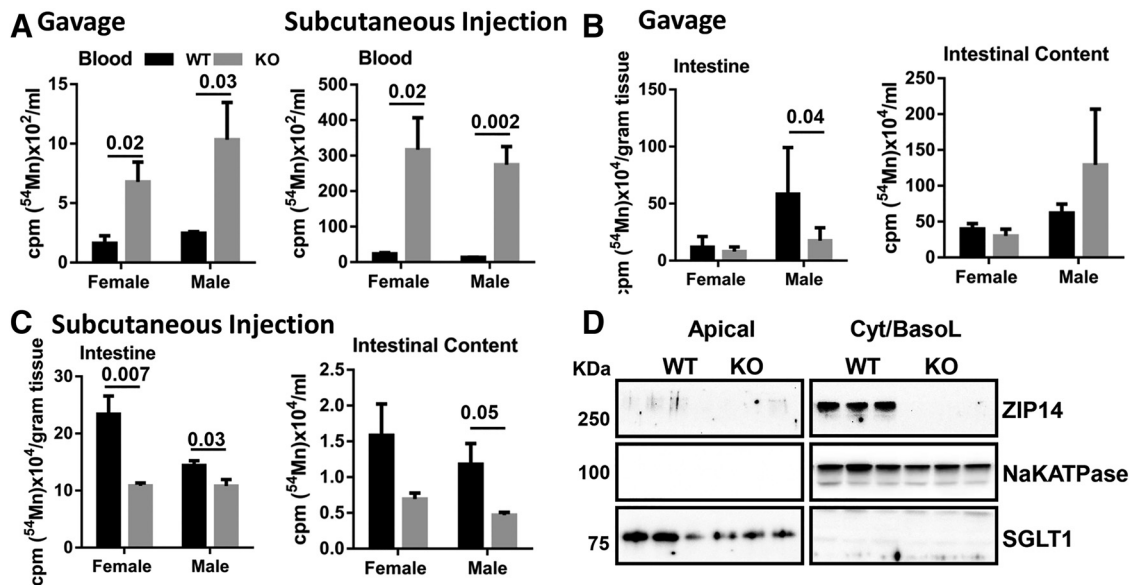 A Gavage
Blood
WT
KO
cpm (⁵⁴Mn)x10²/ml
15
10
5
0
0.02
0.03
Female
Male
Subcutaneous Injection
Blood
cpm (⁵⁴Mn)x10²/ml
500
400
300
200
100
0
0.02
0.002
Female
Male
B Gavage
Intestine
cpm (⁵⁴Mn)x10⁴/gram tissue
150
100
50
0
0.04
Female
Male
Intestinal Content
cpm (⁵⁴Mn)x10⁴/ml
250
200
150
100
50
0
Female
Male
C Subcutaneous Injection
Intestine
cpm (⁵⁴Mn)x10⁴/gram tissue
30
20
10
0
0.007
0.03
Female
Male
Intestinal Content
cpm (⁵⁴Mn)x10⁴/ml
2.5
2.0
1.5
1.0
0.5
0.0
0.05
Female
Male
D
Apical
Cyt/BasoL
KDa
WT
KO
WT
KO
250
ZIP14
100
NaKATPase
75
SGLT1